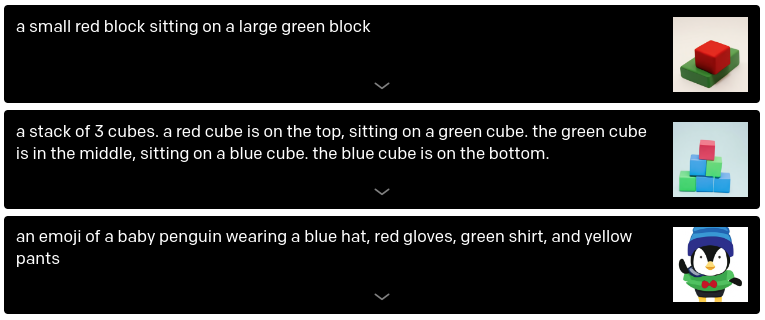 a small red block sitting on a large green block
a stack of 3 cubes. a red cube is on the top, sitting on a green cube. the green cube
is in the middle, sitting on a blue cube. the blue cube is on the bottom.
an emoji of a baby penguin wearing a blue hat, red gloves, green shirt, and yellow
pants